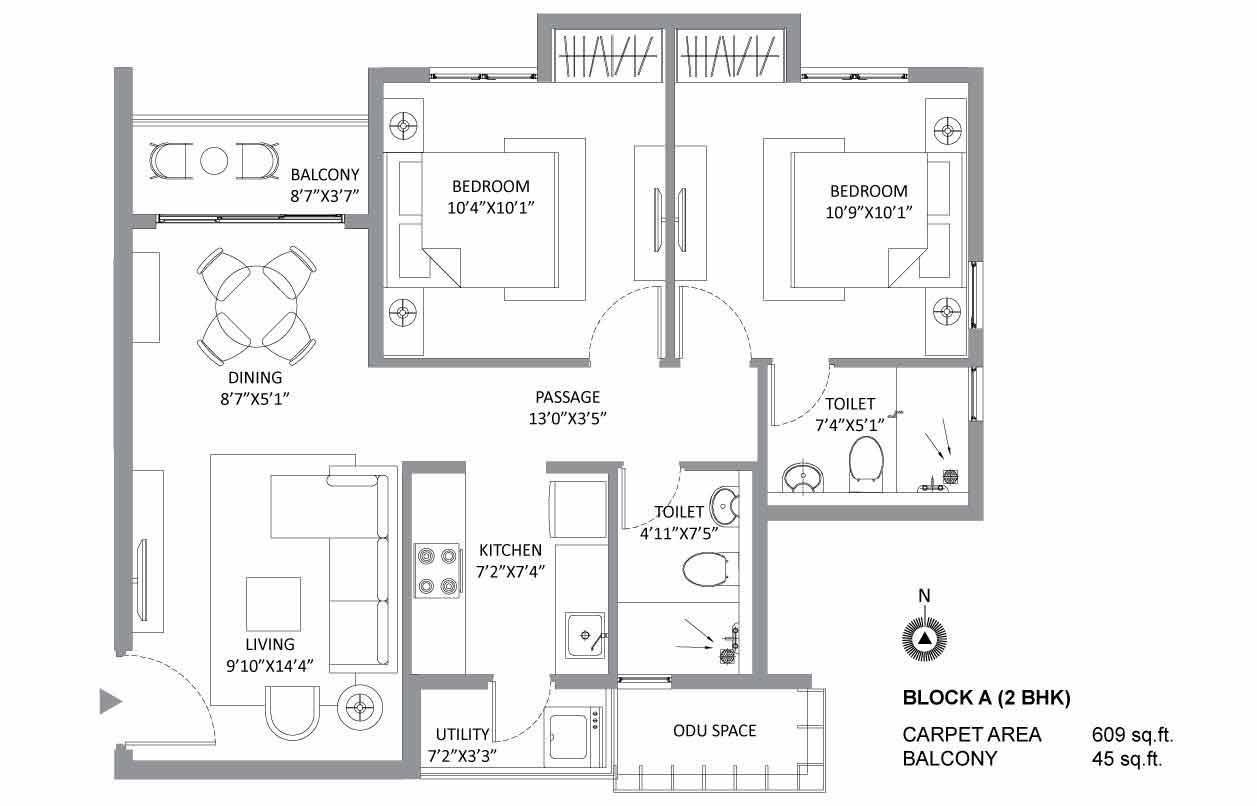 BEDROOM
10'4"X10'1"
BEDROOM
10'9"X10'1"
BALCONY
8'7"X3'7"
DINING
8'7"X5'1"
PASSAGE
13'0"X3'5"
TOILET
7'4"X5'1"
TOILET
4'11"X7'5"
KITCHEN
7'2"X7'4"
LIVING
9'10"X14'4"
UTILITY
7'2"X3'3"
ODU SPACE
N
BLOCK A (2 BHK)
CARPET AREA 609 sq.ft.
BALCONY 45 sq.ft.